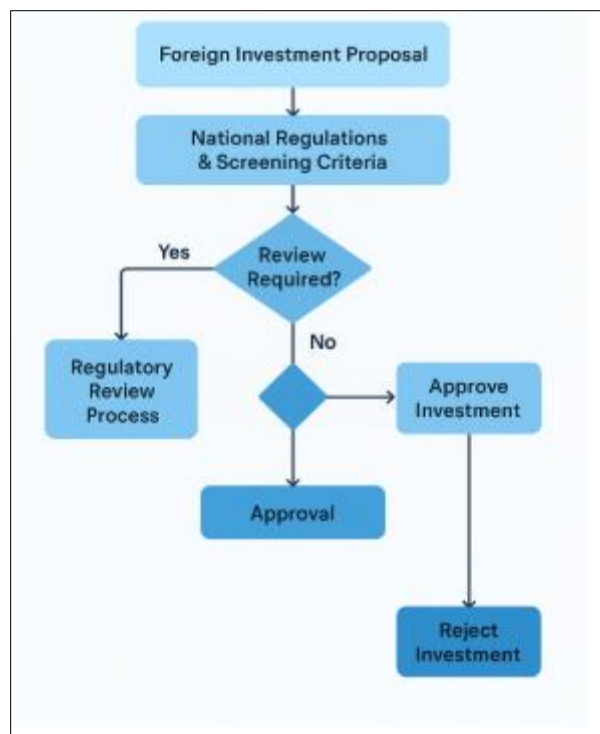 Foreign Investment Proposal
National Regulations
& Screening Criteria
Review
Required?
Yes
No
Regulatory
Review
Process
Approve
Investment
Approval
Reject
Investment